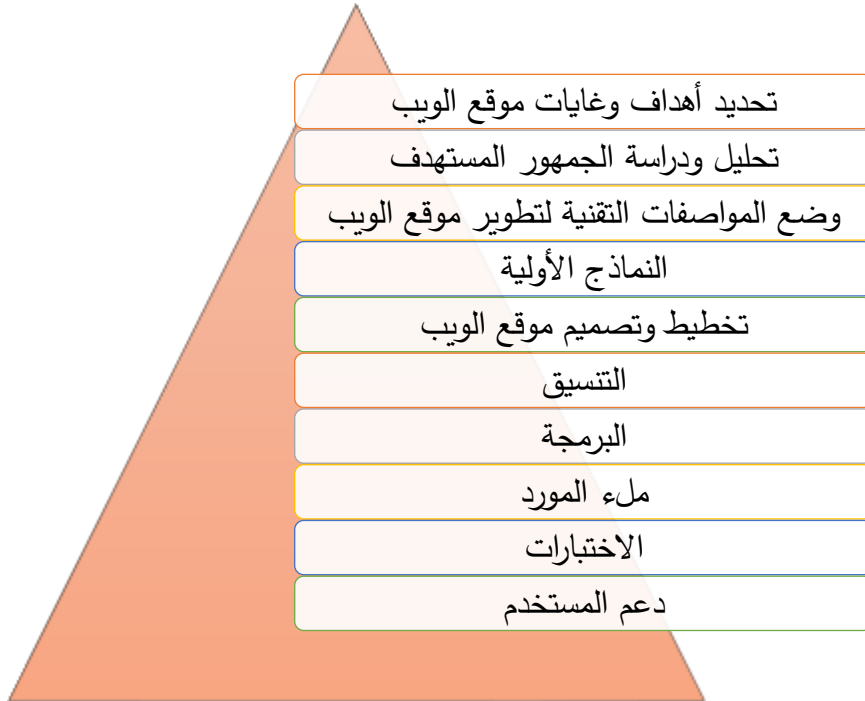 تحديد أهداف وغايات موقع الويب
تحليل ودراسة الجمهور المستهدف
وضع المواصفات التقنية لتطوير موقع الويب
النماذج الأولية
تخطيط وتصميم موقع الويب
التنسيق
البرمجة
ملء المورد
الاختبارات
دعم المستخدم